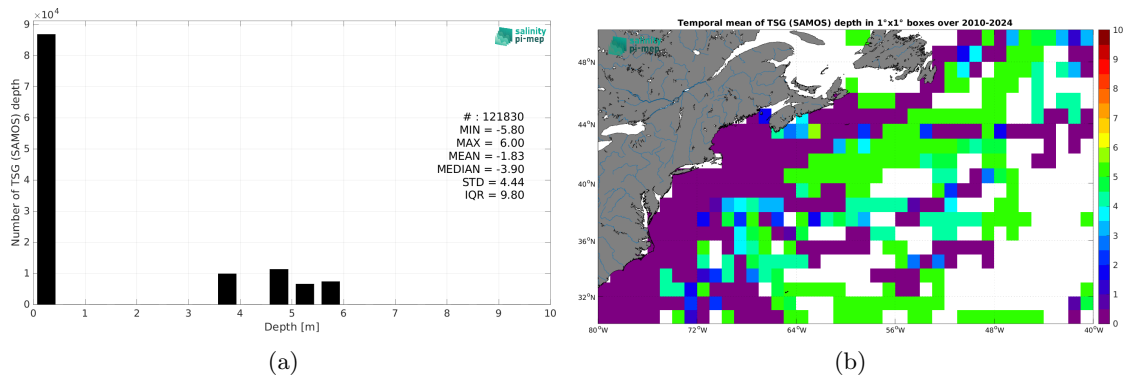 ×10⁴
9
8
7
6
5
4
3
2
1
0
Number of TSG (SAMOS) depth
0 1 2 3 4 5 6 7 8 9 10
Depth [m]
salinity
pi-mep
# : 121830
MIN = -5.80
MAX = 6.00
MEAN = -1.83
MEDIAN = -3.90
STD = 4.44
IQR = 9.80
(a)
Temporal mean of TSG (SAMOS) depth in 1°x1° boxes over 2010-2024
salinity
pi-mep
48°N
44°N
40°N
36°N
32°N
80°W 72°W 64°W 56°W 48°W 40°W
10
9
8
7
6
5
4
3
2
1
0
(b)